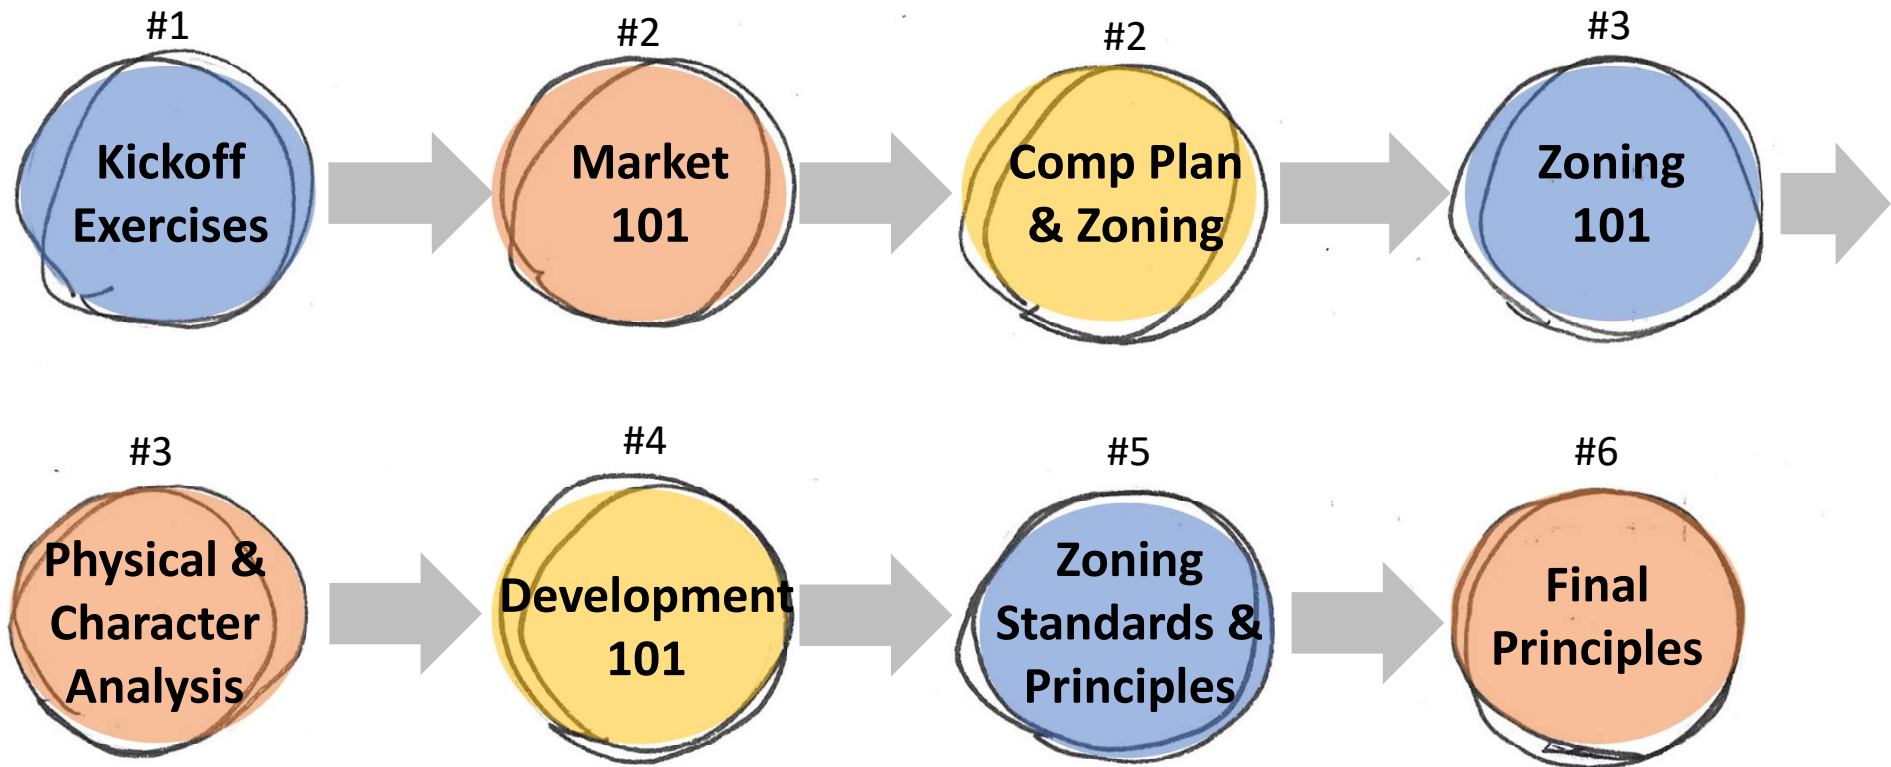 #1
Kickoff
Exercises
#2
Market
101
#2
Comp Plan
& Zoning
#3
Zoning
101
#3
Physical &
Character
Analysis
#4
Development
101
#5
Zoning
Standards &
Principles
#6
Final
Principles